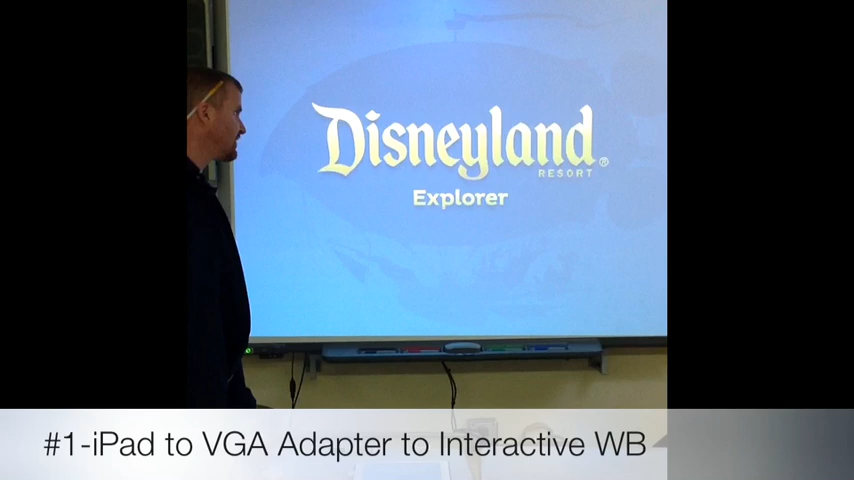 Disneyland®
RESORT
Explorer
#1-iPad to VGA Adapter to Interactive WB